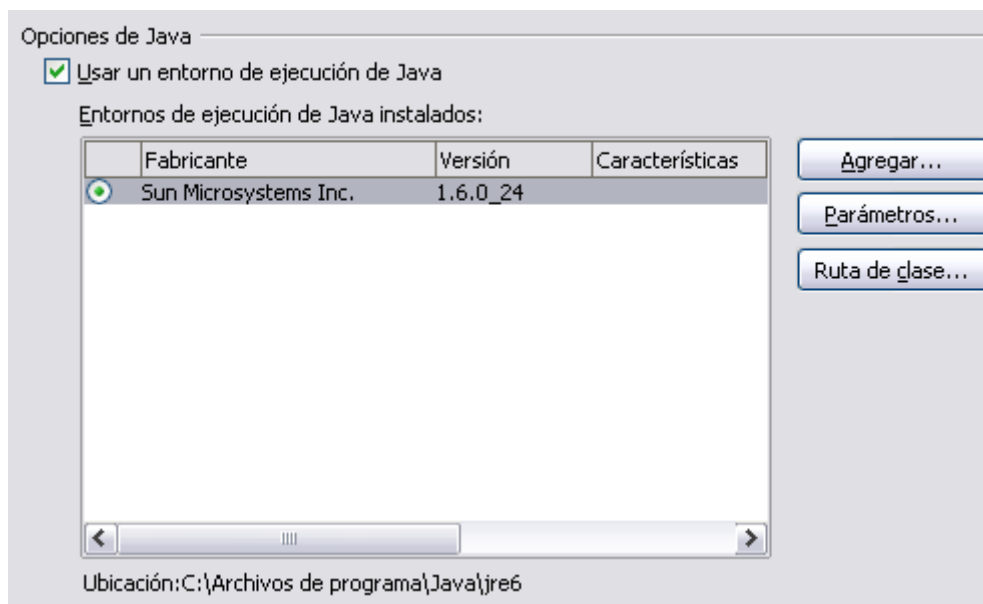 Opciones de Java
Usar un entorno de ejecución de Java
Entornos de ejecución de Java instalados:
Fabricante Versión Características
Sun Microsystems Inc. 1.6.0_24
Agregar...
Parámetros...
Ruta de clase...
Ubicación:C:\Archivos de programa\Java\jre6